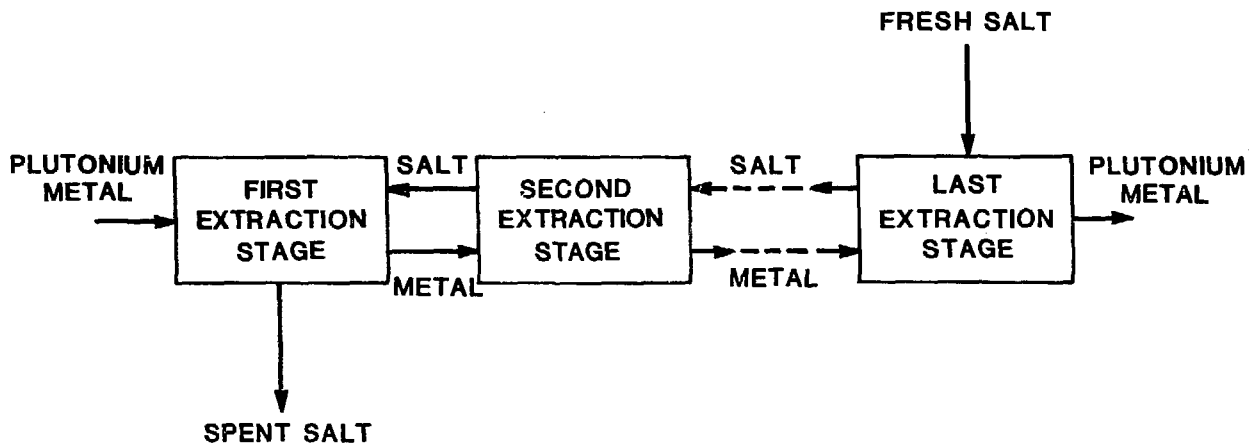 FRESH SALT
PLUTONIUM
METAL
FIRST
EXTRACTION
STAGE
SALT
METAL
SECOND
EXTRACTION
STAGE
SALT
METAL
LAST
EXTRACTION
STAGE
PLUTONIUM
METAL
SPENT SALT